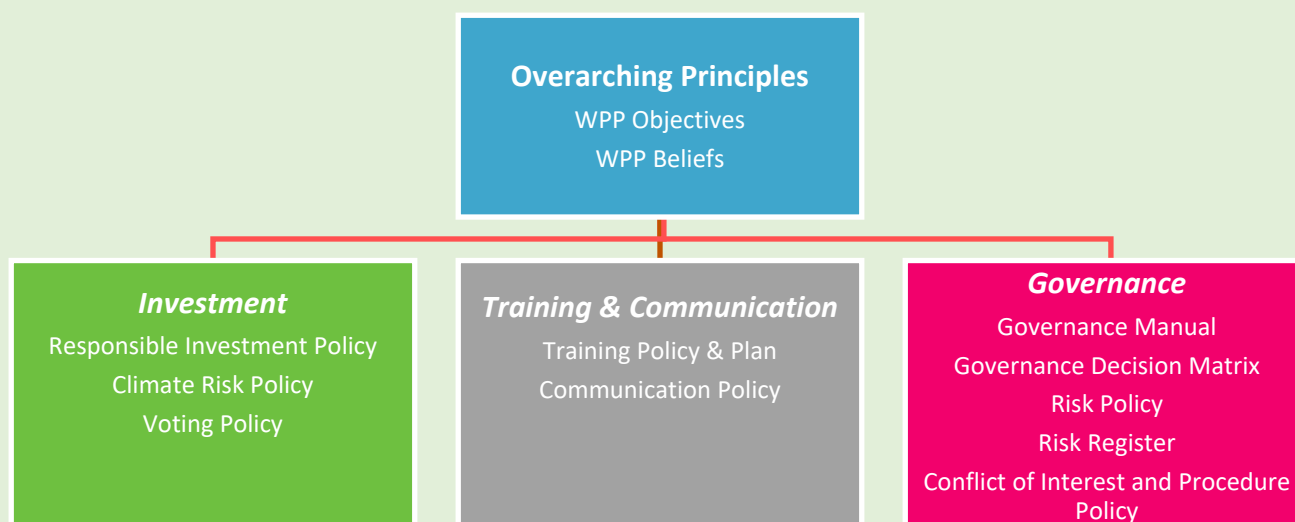 Overarching Principles
WPP Objectives
WPP Beliefs
Investment
Responsible Investment Policy
Climate Risk Policy
Voting Policy
Training & Communication
Training Policy & Plan
Communication Policy
Governance
Governance Manual
Governance Decision Matrix
Risk Policy
Risk Register
Conflict of Interest and Procedure
Policy